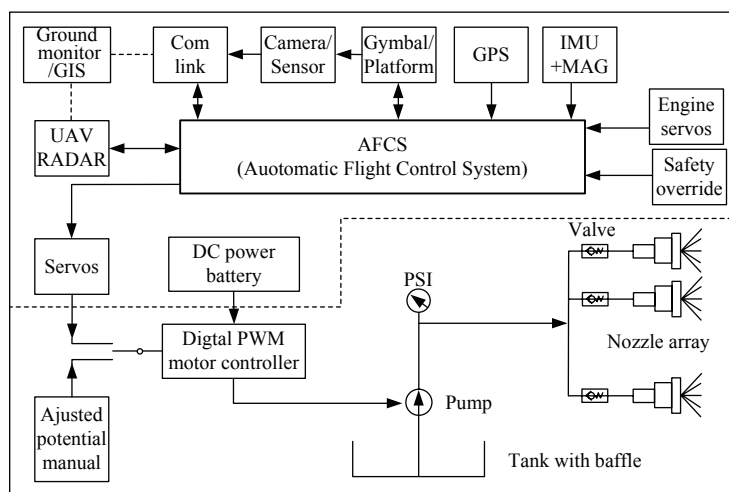 Ground
monitor
/GIS
Com
link
Camera/
Sensor
Gymbal/
Platform
GPS
IMU
+MAG
UAV
RADAR
AFCS
(Auotomatic Flight Control System)
Engine
servos
Safety
override
Servos
DC power
battery
Valve
PSI
Digtal PWM
motor controller
Nozzle array
Ajusted
potential
manual
Pump
Tank with baffle